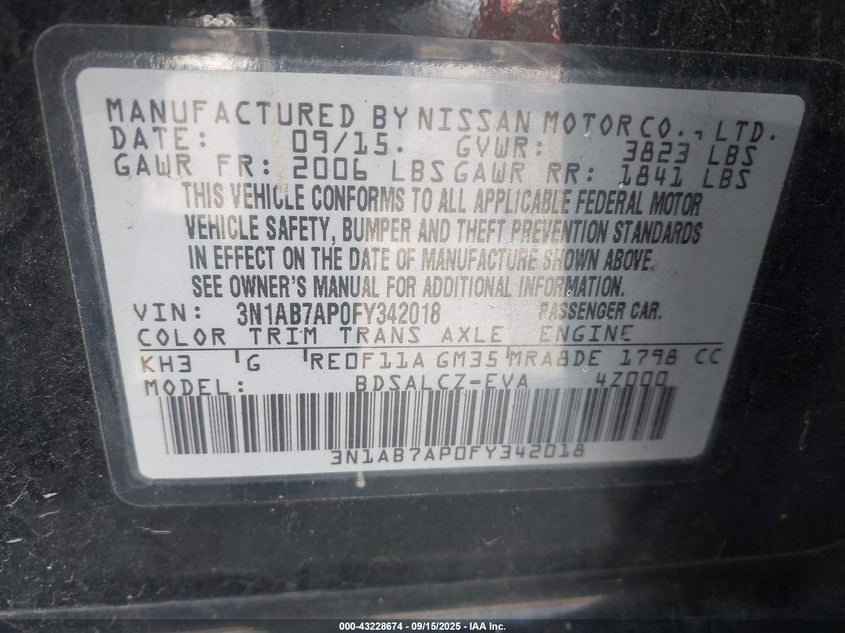 MANUFACTURED BY NISSAN MOTOR CO., LTD.
DATE: 09/15. GVWR: 3823 LBS
GAWR FR: 2006 LBS GAWR RR: 1841 LBS
THIS VEHICLE CONFORMS TO ALL APPLICABLE FEDERAL MOTOR
VEHICLE SAFETY, BUMPER AND THEFT PREVENTION STANDARDS
IN EFFECT ON THE DATE OF MANUFACTURE SHOWN ABOVE.
SEE OWNER'S MANUAL FOR ADDITIONAL INFORMATION.
VIN: 3N1AB7AP0FY342018 PASSENGER CAR.
COLOR TRIM TRANS AXLE ENGINE
KH3 G RE0F11A GM35 MRA8DE 1798 CC
MODEL: BDSALCZ-EVA 4Z000
3N1AB7AP0FY342018
000-43228674 - 09/15/2025 - IAA Inc.